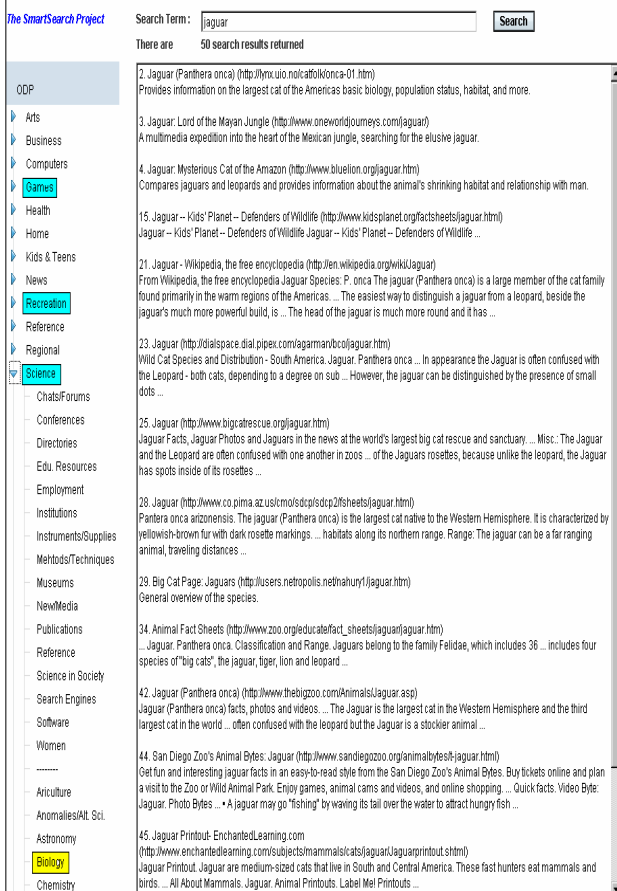 The SmartSearch Project
Search Term :
jaguar
Search
There are
50 search results returned
ODP
Arts
Business
Computers
Games
Health
Home
Kids & Teens
News
Recreation
Reference
Regional
Science
Chats/Forums
Conferences
Directories
Edu. Resources
Employment
Institutions
Instruments/Supplies
Mehtods/Techniques
Museums
New/Media
Publications
Reference
Science in Society
Search Engines
Software
Women
--------
Ariculture
Anomalies/Alt. Sci.
Astronomy
Biology
Chemistry
2. Jaguar (Panthera onca) (http://lynx.uio.no/catfolk/onca-01.htm)
Provides information on the largest cat of the Americas basic biology, population status, habitat, and more.
3. Jaguar: Lord of the Mayan Jungle (http://www.oneworldjourneys.com/jaguar/)
A multimedia expedition into the heart of the Mexican jungle, searching for the elusive jaguar.
4. Jaguar: Mysterious Cat of the Amazon (http://www.bluelion.org/jaguar.htm)
Compares jaguars and leopards and provides information about the animal's shrinking habitat and relationship with man.
15. Jaguar -- Kids' Planet -- Defenders of Wildlife (http://www.kidsplanet.org/factsheets/jaguar.html)
Jaguar -- Kids' Planet -- Defenders of Wildlife Jaguar -- Kids' Planet -- Defenders of Wildlife ...
21. Jaguar - Wikipedia, the free encyclopedia (http://en.wikipedia.org/wiki/Jaguar)
From Wikipedia, the free encyclopedia Jaguar Species: P. onca The jaguar (Panthera onca) is a large member of the cat family
found primarily in the warm regions of the Americas. ... The easiest way to distinguish a jaguar from a leopard, beside the
jaguar's much more powerful build, is ... The head of the jaguar is much more round and it has ...
23. Jaguar (http://dialspace.dial.pipex.com/agarman/bco/jaguar.htm)
Wild Cat Species and Distribution - South America. Jaguar. Panthera onca ... In appearance the Jaguar is often confused with
the Leopard - both cats, depending to a degree on sub ... However, the jaguar can be distinguished by the presence of small
dots ...
25. Jaguar (http://www.bigcatrescue.org/jaguar.htm)
Jaguar Facts, Jaguar Photos and Jaguars in the news at the world's largest big cat rescue and sanctuary. ... Misc.: The Jaguar
and the Leopard are often confused with one another in zoos ... of the Jaguars rosettes, because unlike the leopard, the Jaguar
has spots inside of its rosettes ...
28. Jaguar (http://www.co.pima.az.us/cmo/sdcp/sdcp2/fsheets/jaguar.html)
Pantera onca arizonensis. The jaguar (Panthera onca) is the largest cat native to the Western Hemisphere. It is characterized by
yellowish-brown fur with dark rosette markings. ... habitats along its northern range. Range: The jaguar can be a far ranging
animal, traveling distances ...
29. Big Cat Page: Jaguars (http://users.netropolis.net/nahury1/jaguar.htm)
General overview of the species.
34. Animal Fact Sheets (http://www.zoo.org/educate/fact_sheets/jaguar/jaguar.htm)
... Jaguar. Panthera onca. Classification and Range. Jaguars belong to the family Felidae, which includes 36 ... includes four
species of "big cats", the jaguar, tiger, lion and leopard ...
42. Jaguar (Panthera onca) (http://www.thebigzoo.com/Animals/Jaguar.asp)
Jaguar (Panthera onca) facts, photos and videos. ... The Jaguar is the largest cat in the Western Hemisphere and the third
largest cat in the world ... often confused with the leopard but the Jaguar is a stockier animal ...
44. San Diego Zoo's Animal Bytes: Jaguar (http://www.sandiegozoo.org/animalbytes/t-jaguar.html)
Get fun and interesting jaguar facts in an easy-to-read style from the San Diego Zoo's Animal Bytes. Buy tickets online and plan
a visit to the Zoo or Wild Animal Park. Enjoy games, animal cams and videos, and online shopping. ... Quick facts. Video Byte:
Jaguar. Photo Bytes ... • A jaguar may go "fishing" by waving its tail over the water to attract hungry fish ...
45. Jaguar Printout- EnchantedLearning.com
(http://www.enchantedlearning.com/subjects/mammals/cats/jaguar/Jaguarprintout.shtml)
Jaguar Printout. Jaguar are medium-sized cats that live in South and Central America. These fast hunters eat mammals and
birds. ... All About Mammals. Jaguar. Animal Printouts. Label Me! Printouts ...